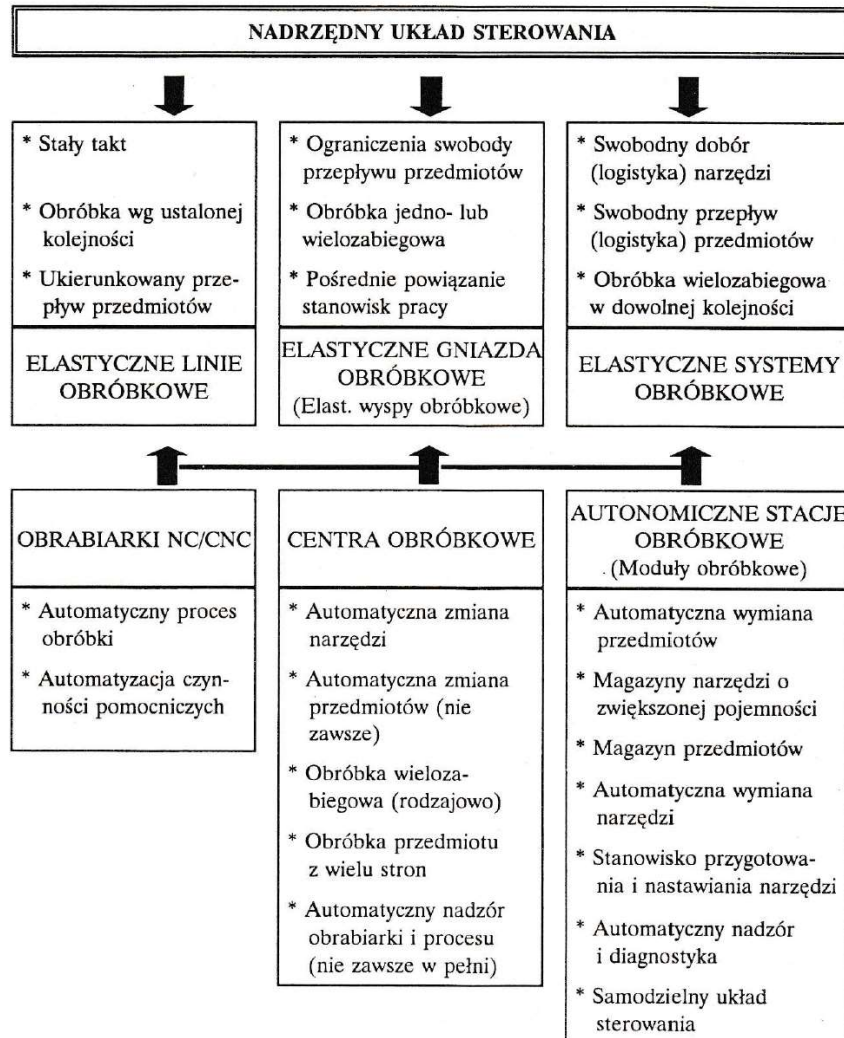 NADRZĘDNY UKŁAD STEROWANIA
* Stały takt
* Obróbka wg ustalonej
kolejności
* Ukierunkowany prze-
pływ przedmiotów
ELASTYCZNE LINIE
OBRÓBKOWE
* Ograniczenia swobody
przepływu przedmiotów
* Obróbka jedno- lub
wielozabiegowa
* Pośrednie powiązanie
stanowisk pracy
ELASTYCZNE GNIAZDA
OBRÓBKOWE
(Elast. wyspy obróbkowe)
* Swobodny dobór
(logistyka) narzędzi
* Swobodny przepływ
(logistyka) przedmiotów
* Obróbka wielozabiegowa
w dowolnej kolejności
ELASTYCZNE SYSTEMY
OBRÓBKOWE
OBRABIARKI NC/CNC
* Automatyczny proces
obróbki
* Automatyzacja czyn-
ności pomocniczych
CENTRA OBRÓBKOWE
* Automatyczna zmiana
narzędzi
* Automatyczna zmiana
przedmiotów (nie
zawsze)
* Obróbka wieloza-
biegowa (rodzajowo)
* Obróbka przedmiotu
z wielu stron
* Automatyczny nadzór
obrabiarki i procesu
(nie zawsze w pełni)
AUTONOMICZNE STACJE
OBRÓBKOWE
(Moduły obróbkowe)
* Automatyczna wymiana
przedmiotów
* Magazyny narzędzi o
zwiększonej pojemności
* Magazyn przedmiotów
* Automatyczna wymiana
narzędzi
* Stanowisko przygotowa-
nia i nastawiania narzędzi
* Automatyczny nadzór
i diagnostyka
* Samodzielny układ
sterowania